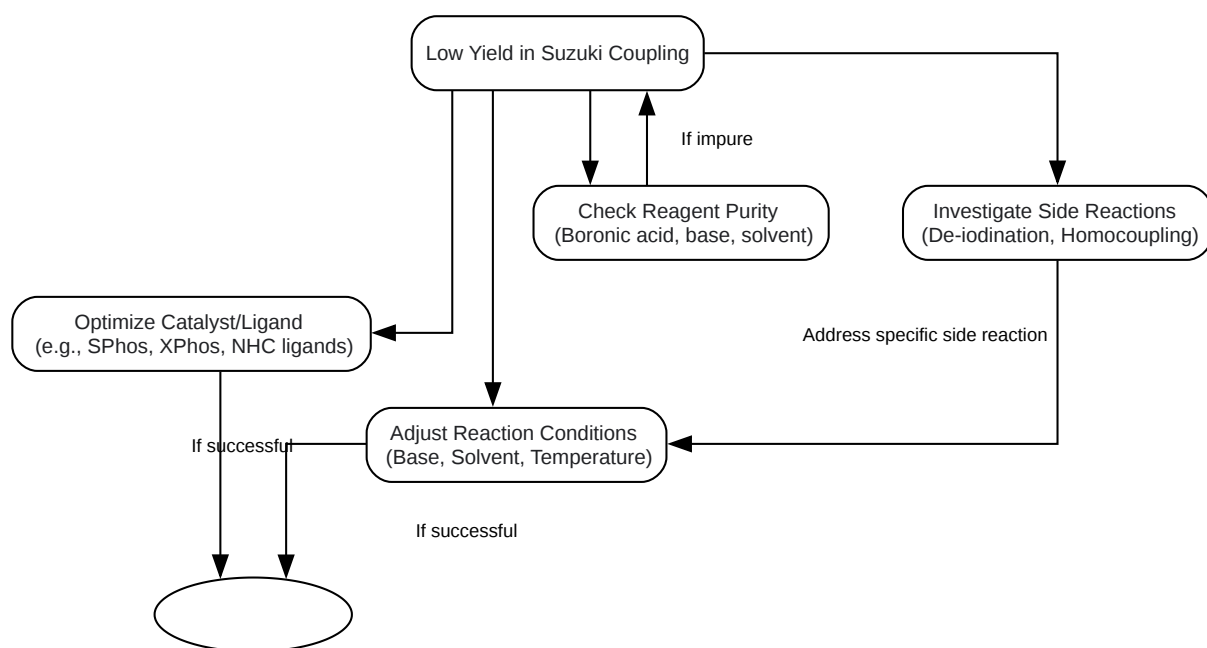 Low Yield in Suzuki Coupling
If impure
Check Reagent Purity
(Boronic acid, base, solvent)
Investigate Side Reactions
(De-iodination, Homocoupling)
Optimize Catalyst/Ligand
(e.g., SPhos, XPhos, NHC ligands)
Address specific side reaction
Adjust Reaction Conditions
(Base, Solvent, Temperature)
If successful
If successful